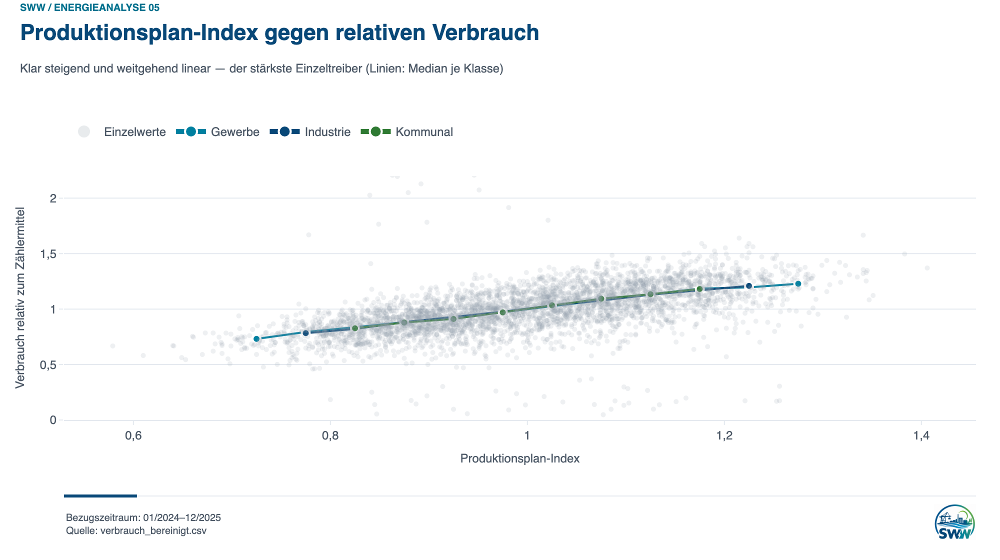 SWW / ENERGIEANALYSE 05
Produktionsplan-Index gegen relativen Verbrauch
Klar steigend und weitgehend linear — der stärkste Einzeltreiber (Linien: Median je Klasse)
Einzelwerte Gewerbe Industrie Kommunal
Verbrauch relativ zum Zählermittel
2
1,5
1
0,5
0
0,6 0,8 1 1,2 1,4
Produktionsplan-Index
Bezugszeitraum: 01/2024–12/2025
Quelle: verbrauch_bereinigt.csv
SWW